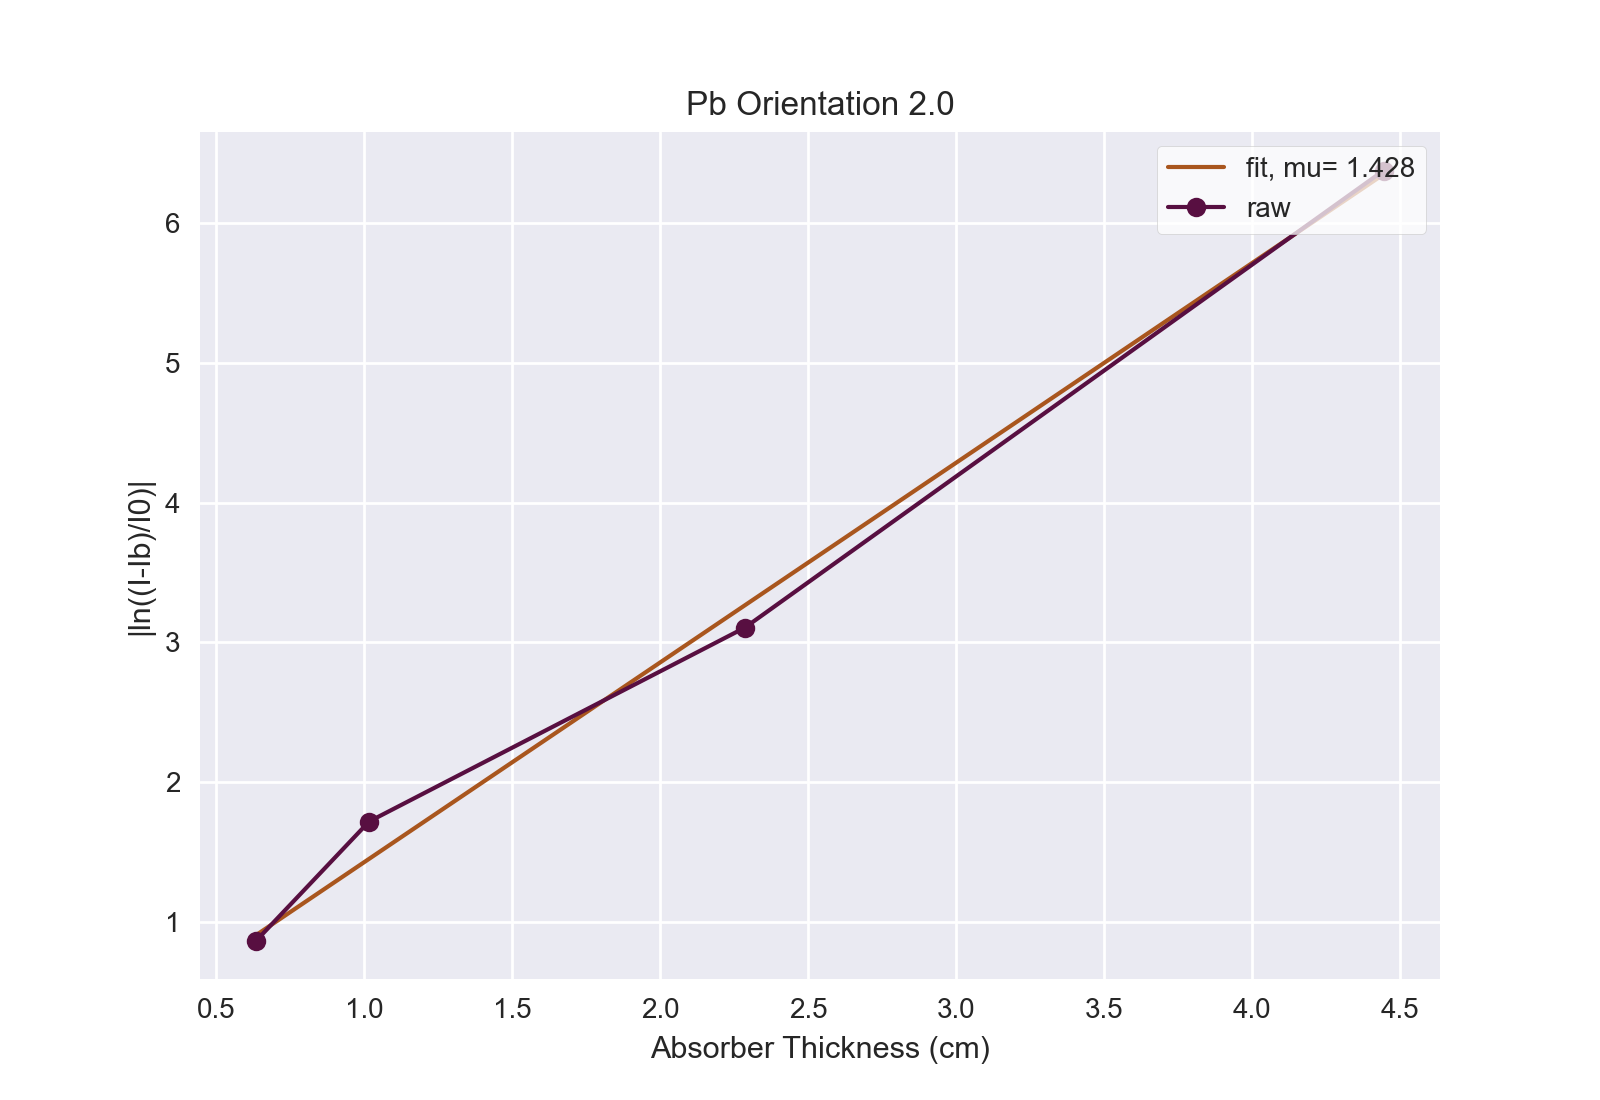 Pb Orientation 2.0
fit, mu= 1.428
raw
6
5
4
3
2
1
|ln((I-Ib)/I0)|
0.5 1.0 1.5 2.0 2.5 3.0 3.5 4.0 4.5
Absorber Thickness (cm)